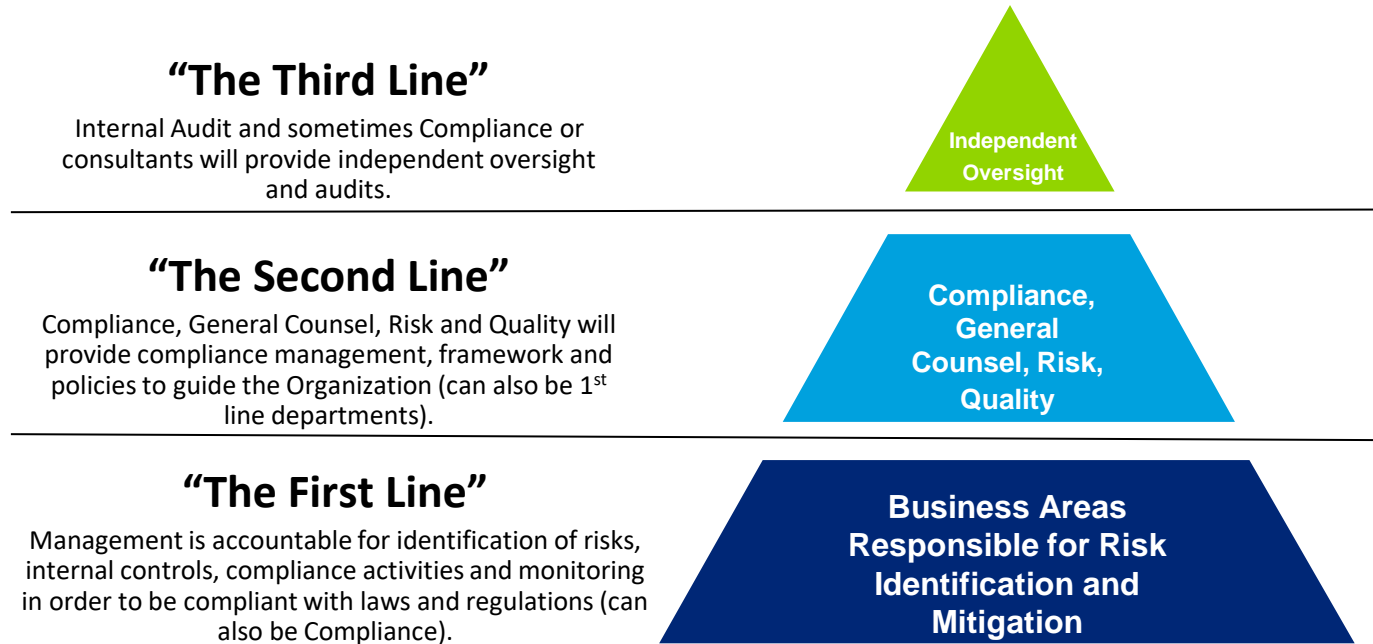 “The Third Line”
Internal Audit and sometimes Compliance or
consultants will provide independent oversight
and audits.
Independent
Oversight
“The Second Line”
Compliance, General Counsel, Risk and Quality will
provide compliance management, framework and
policies to guide the Organization (can also be 1st
line departments).
Compliance,
General
Counsel, Risk,
Quality
“The First Line”
Management is accountable for identification of risks,
internal controls, compliance activities and monitoring
in order to be compliant with laws and regulations (can
also be Compliance).
Business Areas
Responsible for Risk
Identification and
Mitigation